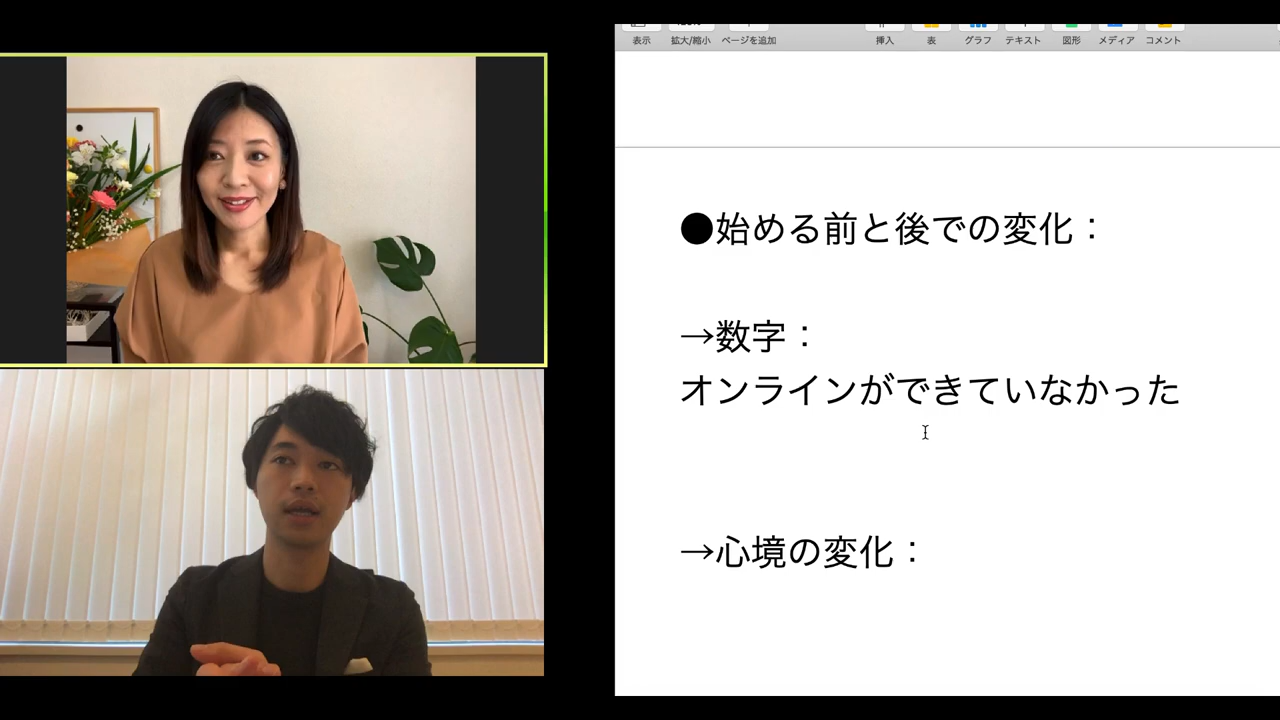 表示
拡大/縮小
ページを追加
挿入
表
グラフ
テキスト
図形
メディア
コメント
●始める前と後での変化：
→数字：
オンラインができていなかった
→心境の変化：